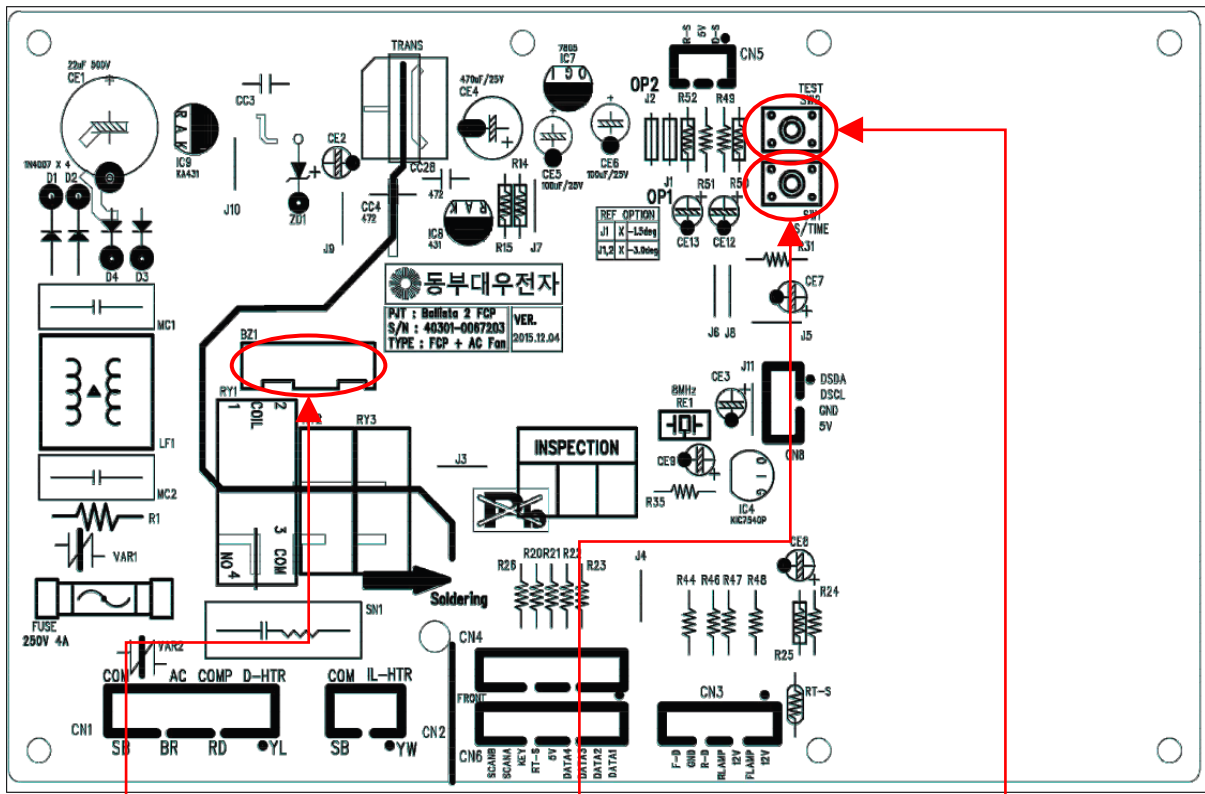 22uF 500V
CE1
CC3
TRANS
470uF/25V
CE4
7805
IC7
O G I
R-S
5V
D-S
CN5
OP2
J2
R52
R49
TEST
SW2
R A K
IC9
KA431
CE2
CC28
472
CE5
100uF/25V
CE6
100uF/25V
R14
1N4007 X 4
D1
D2
J10
ZD1
J9
CC4
472
R A K
IC8
431
R15
J7
OP1
J1
R51
R50
SW1
S/TIME
R31
REF OPTION
J1 X -1.5deg
J1,2 X -3.0deg
CE13
CE12
D4
D3
CE7
동부대우전자
PJT : Ballista 2 FCP
S/N : 40301-0067203
TYPE : FCP + AC Fan
VER.
2015.12.04
MC1
BZ1
J6
J8
J5
RY1
1
COIL
2
RY3
8MHz
RE1
CE3
J11
DSDA
DSCL
GND
5V
CN8
LF1
INSPECTION
J3
CE9
R35
O I G
IC4
KIC7540P
MC2
R1
VAR1
3
COM
NO
4
Soldering
R26
R20
R21
R22
R23
J4
CE8
R44
R46
R47
R48
R24
R25
FUSE
250V 4A
SN1
VAR2
COM
AC
COMP
D-HTR
COM
IL-HTR
CN4
FRONT
CN3
RT-S
CN1
SB
BR
RD
YL
SB
YW
CN2
CN6
SCANB
SCANA
KEY
RT-S
5V
DATA4
DATA3
DATA2
DATA1
F-D
GND
R-D
RLAMP
12V
FLAMP
12V